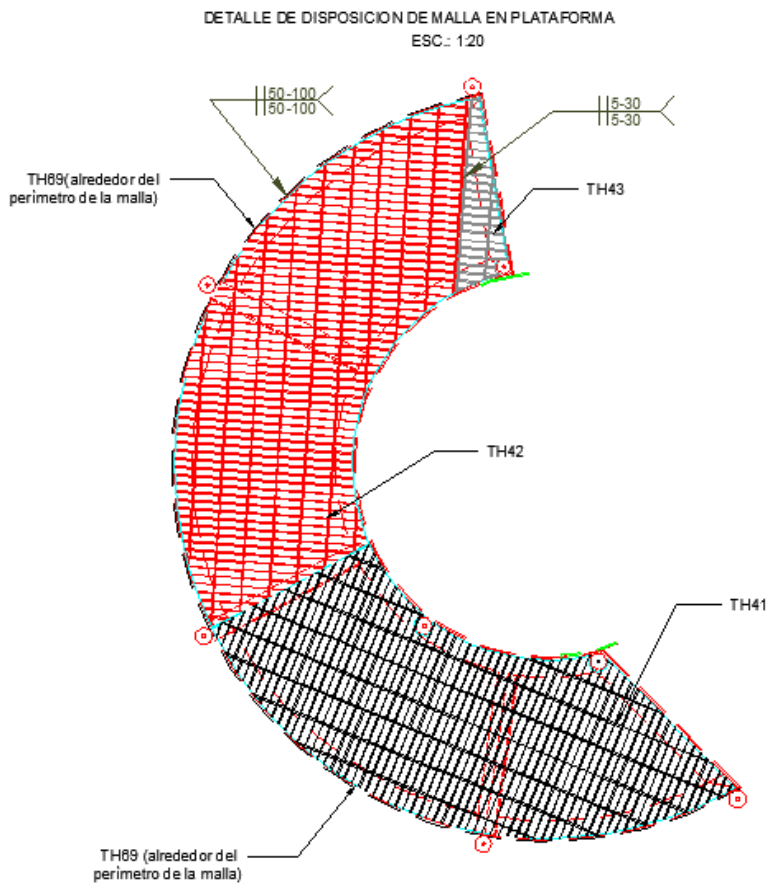 DETALLE DE DISPOSICION DE MALLA EN PLATAFORMA
ESC.: 1:20
50-100
50-100
5-30
5-30
TH69(alrededor del
perimetro de la malla)
TH43
TH42
TH41
TH69 (alrededor del
perimetro de la malla)